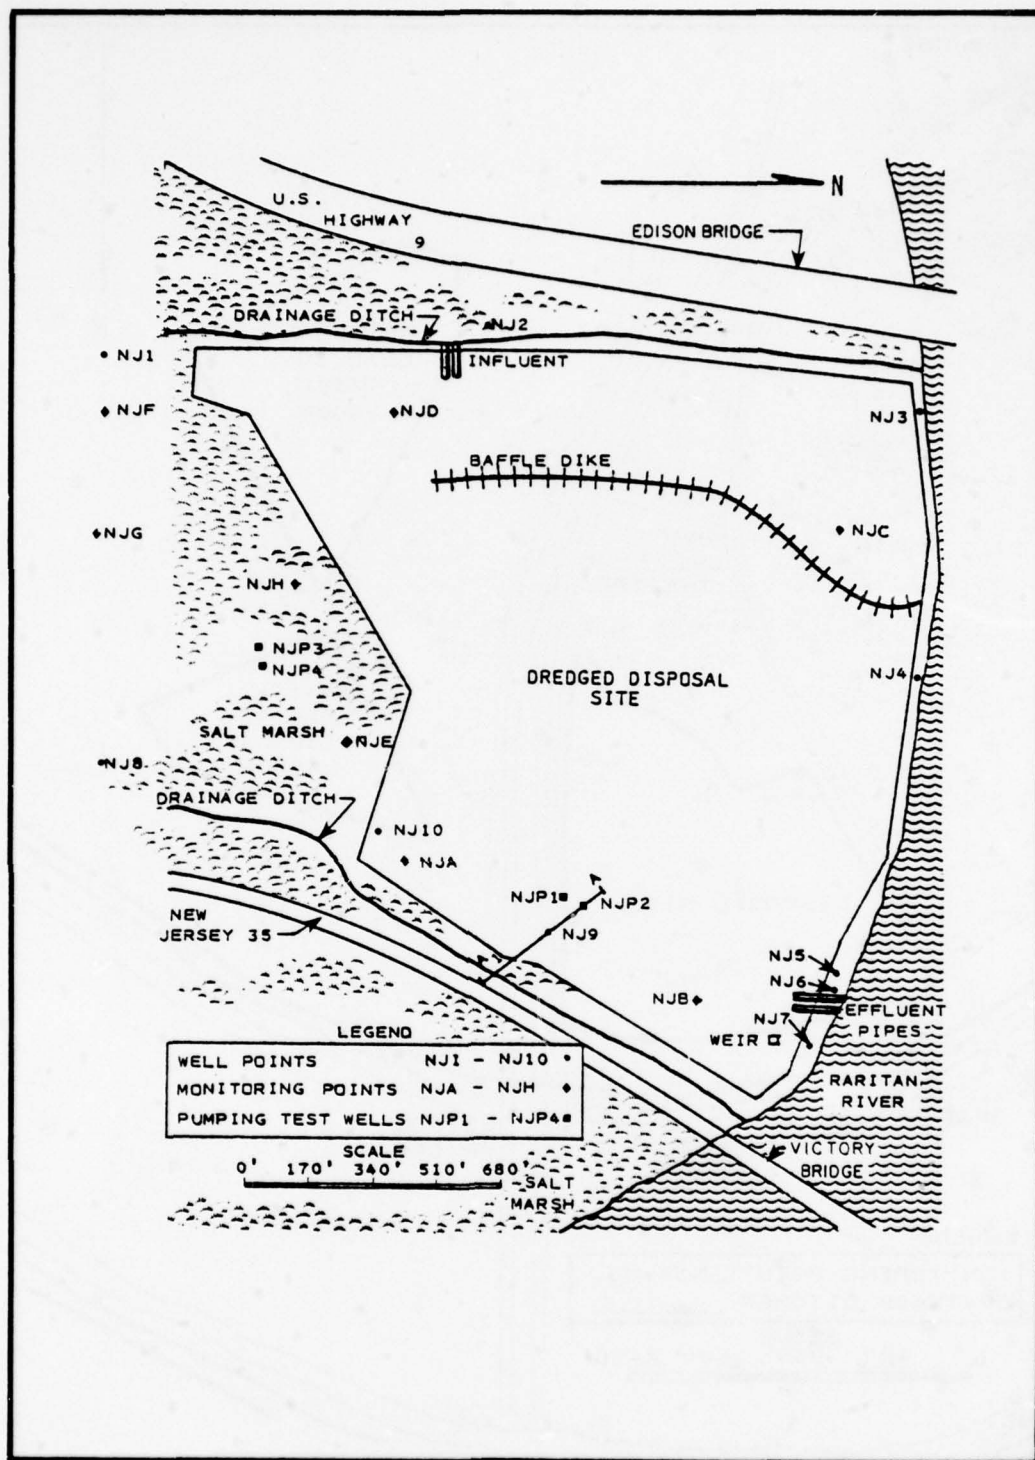 U.S.
HIGHWAY
9
N
EDISON BRIDGE
DRAINAGE DITCH
NJ2
NJ1
INFLUENT
NJF
NJD
NJ3
BAFFLE DIKE
NJG
NJC
NJH
NJP3
NJP4
DREDGED DISPOSAL
SITE
NJ4
SALT MARSH
NJE
NJ8
DRAINAGE DITCH
NJ10
NJA
A
NJP1
NJP2
NEW
JERSEY 35
NJ9
A
NJ5
NJ6
NJB
EFFLUENT
PIPES
NJ7
WEIR
LEGEND
WELL POINTS NJ1 - NJ10
MONITORING POINTS NJA - NJH
PUMPING TEST WELLS NJP1 - NJP4
RARITAN
RIVER
SCALE
0' 170' 340' 510' 680'
VICTORY
BRIDGE
SALT
MARSH